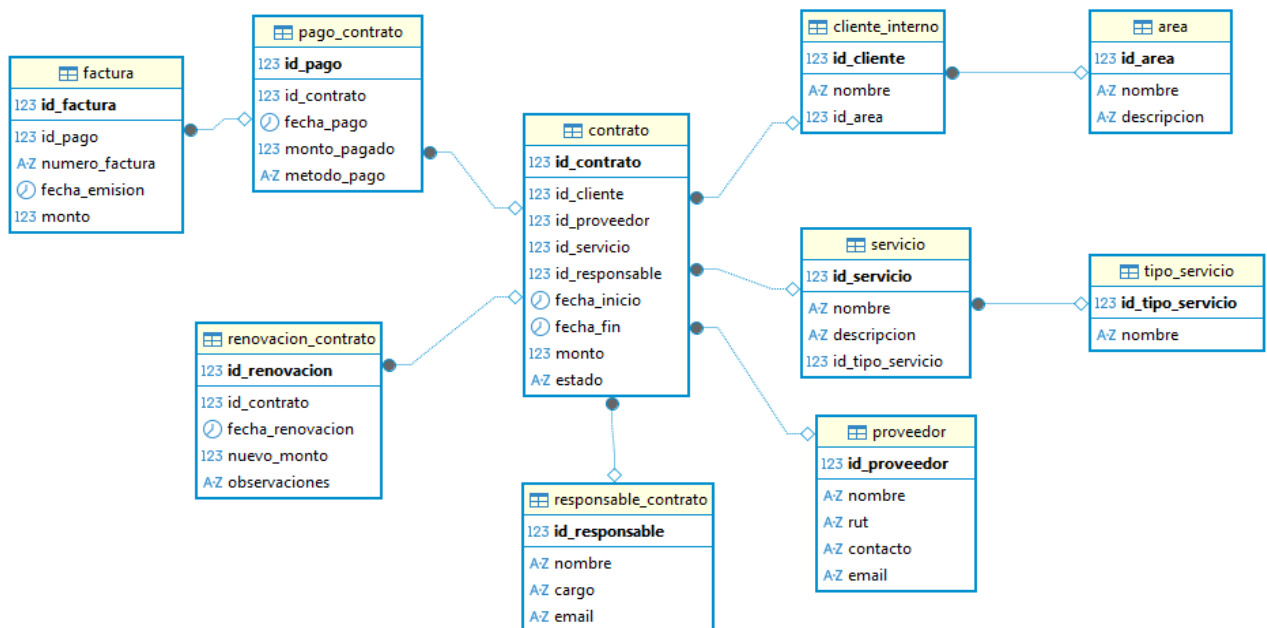 factura
123 id_factura
123 id_pago
A-Z numero_factura
fecha_emision
123 monto
pago_contrato
123 id_pago
123 id_contrato
fecha_pago
123 monto_pagado
A-Z metodo_pago
renovacion_contrato
123 id_renovacion
123 id_contrato
fecha_renovacion
123 nuevo_monto
A-Z observaciones
contrato
123 id_contrato
123 id_cliente
123 id_proveedor
123 id_servicio
123 id_responsable
fecha_inicio
fecha_fin
123 monto
A-Z estado
responsable_contrato
123 id_responsable
A-Z nombre
A-Z cargo
A-Z email
cliente_interno
123 id_cliente
A-Z nombre
123 id_area
area
123 id_area
A-Z nombre
A-Z descripcion
servicio
123 id_servicio
A-Z nombre
A-Z descripcion
123 id_tipo_servicio
tipo_servicio
123 id_tipo_servicio
A-Z nombre
proveedor
123 id_proveedor
A-Z nombre
A-Z rut
A-Z contacto
A-Z email